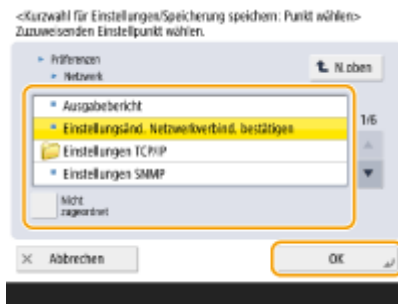 <Kurzwahl für Einstellungen/Speicherung speichern: Punkt wählen>
Zuzuweisenden Einstellpunkt wählen.
Präferenzen
Netzwerk
N.oben
Ausgabebericht
Einstellungsänd. Netzwerkverbind. bestätigen
Einstellungen TCP/IP
Einstellungen SNMP
1/6
Nicht
zugeordnet
Abbrechen
OK